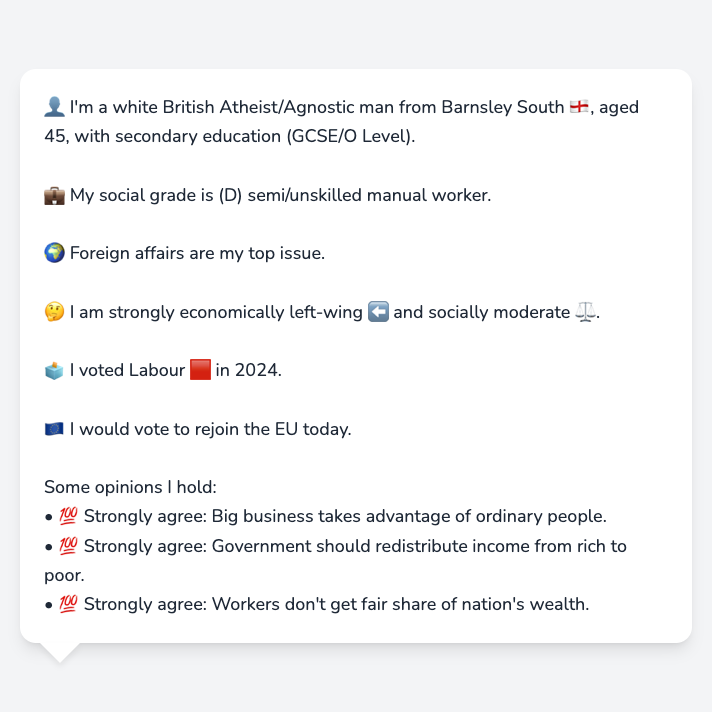 👤 I'm a white British Atheist/Agnostic man from Barnsley South 🏴󠁧󠁢󠁥󠁮󠁧󠁿, aged
45, with secondary education (GCSE/O Level).
💼 My social grade is (D) semi/unskilled manual worker.
🌍 Foreign affairs are my top issue.
🤔 I am strongly economically left-wing ⬅️ and socially moderate ⚖️.
🗳️ I voted Labour 🟥 in 2024.
🇪🇺 I would vote to rejoin the EU today.
Some opinions I hold:
• 💯 Strongly agree: Big business takes advantage of ordinary people.
• 💯 Strongly agree: Government should redistribute income from rich to
poor.
• 💯 Strongly agree: Workers don't get fair share of nation's wealth.